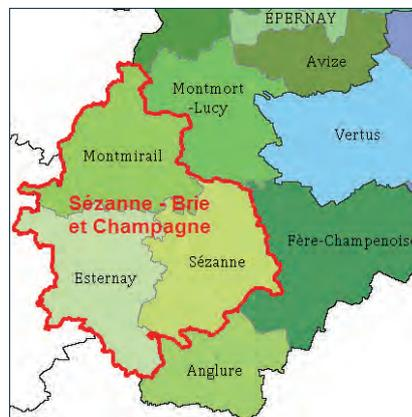 ÉPERNAY
Avize
Montmort
-Lucy
Vertus
Montmirail
Sézanne - Brie
et Champagne
Fère-Champenoise
Sézanne
Esternay
Anglure